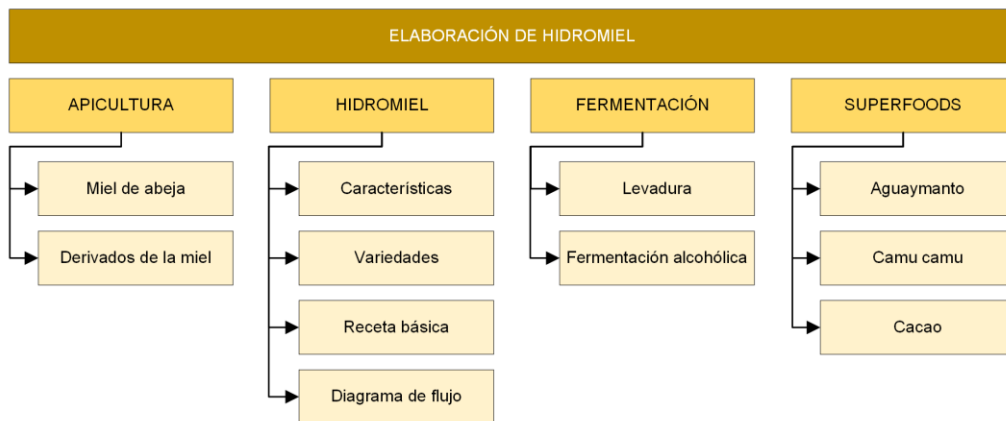 ELABORACIÓN DE HIDROMIEL
APICULTURA
Miel de abeja
Derivados de la miel
HIDROMIEL
Características
Variedades
Receta básica
Diagrama de flujo
FERMENTACIÓN
Levadura
Fermentación alcohólica
SUPERFOODS
Aguaymanto
Camu camu
Cacao